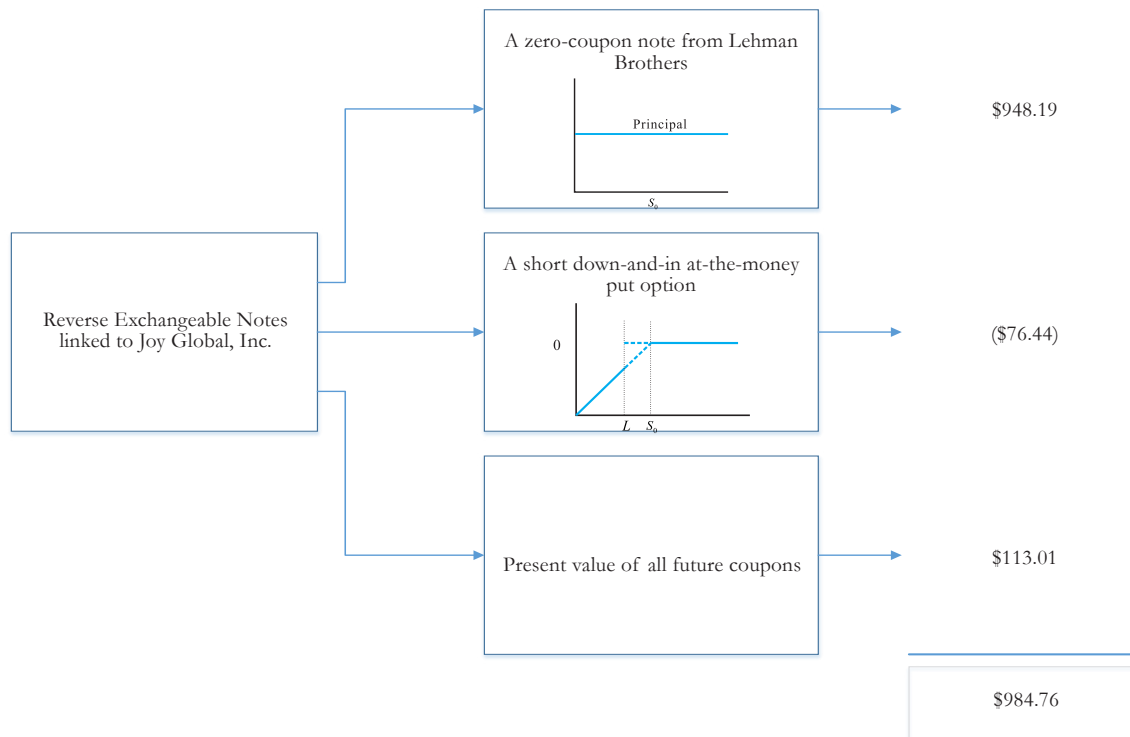 A zero-coupon note from Lehman
Brothers
Principal
S₀
$948.19
Reverse Exchangeable Notes
linked to Joy Global, Inc.
A short down-and-in at-the-money
put option
0
L S₀
($76.44)
Present value of all future coupons
$113.01
$984.76